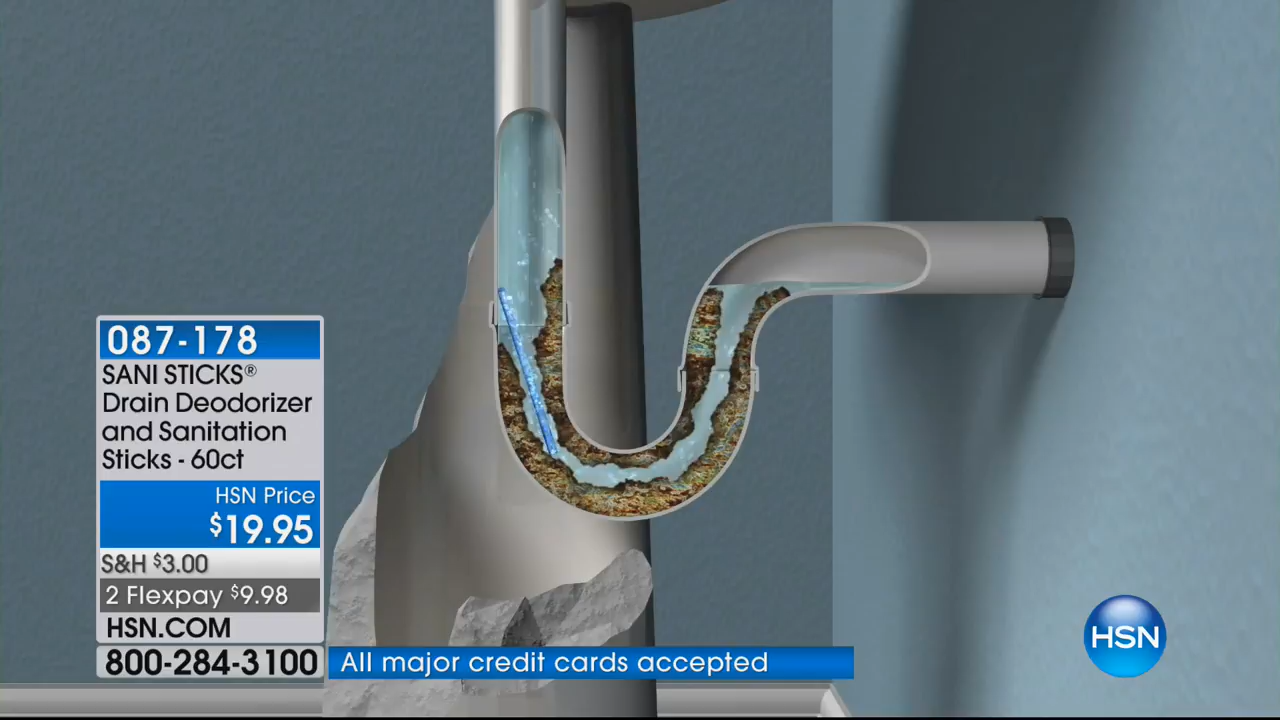 087-178
SANI STICKS®
Drain Deodorizer
and Sanitation
Sticks - 60ct
HSN Price
$19.95
S&H $3.00
2 Flexpay $9.98
HSN.COM
800-284-3100
All major credit cards accepted
HSN